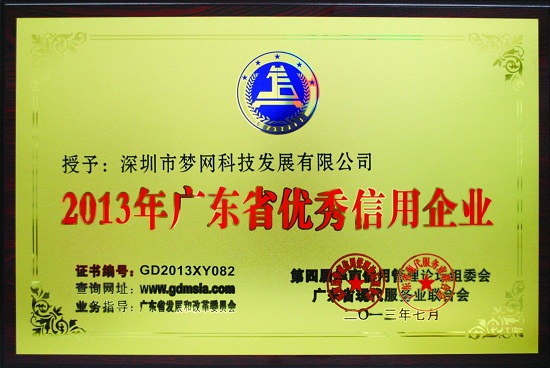 授予：深圳市梦网科技发展有限公司
2013年广东省优秀信用企业
证书编号：GD2013XY082
查询网址：www.gdmsia.com
业务指导：广东省发展和改革委员会
第四届 信用管理论坛组委会
广东省现代服务业联合会
二〇一三年七月